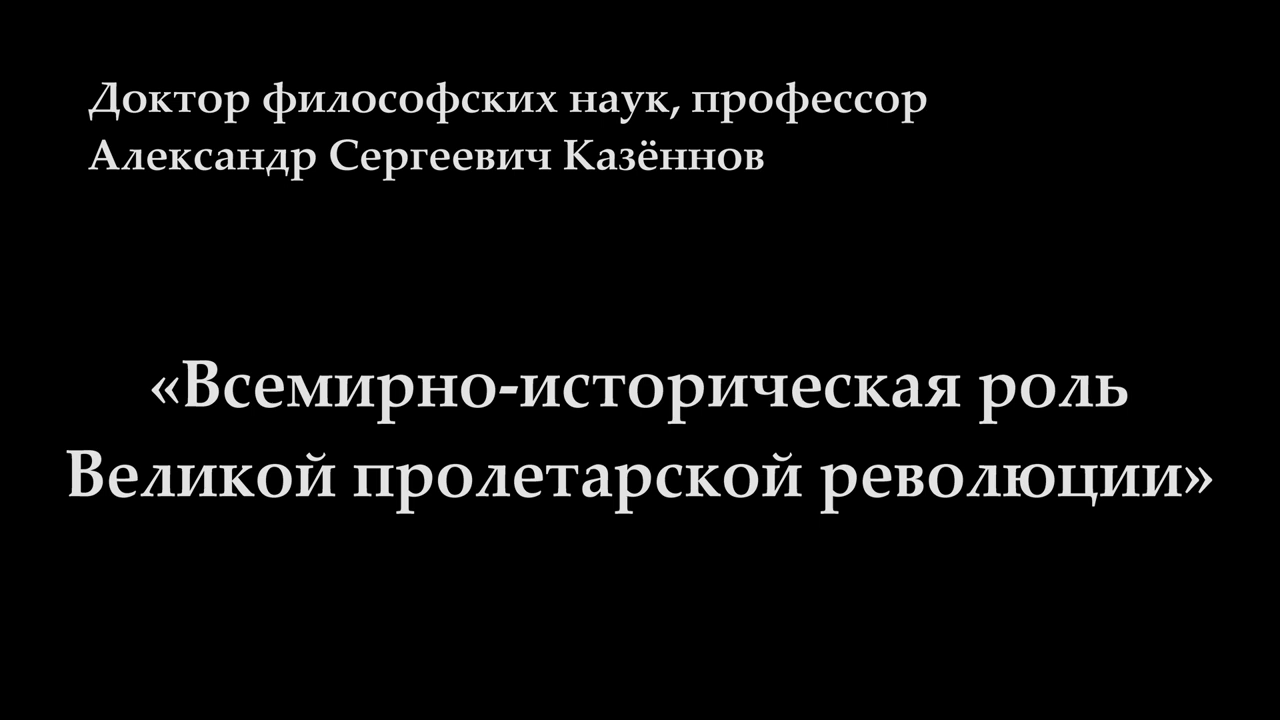 Доктор философских наук, профессор
Александр Сергеевич Казённов
«Всемирно-историческая роль
Великой пролетарской революции»